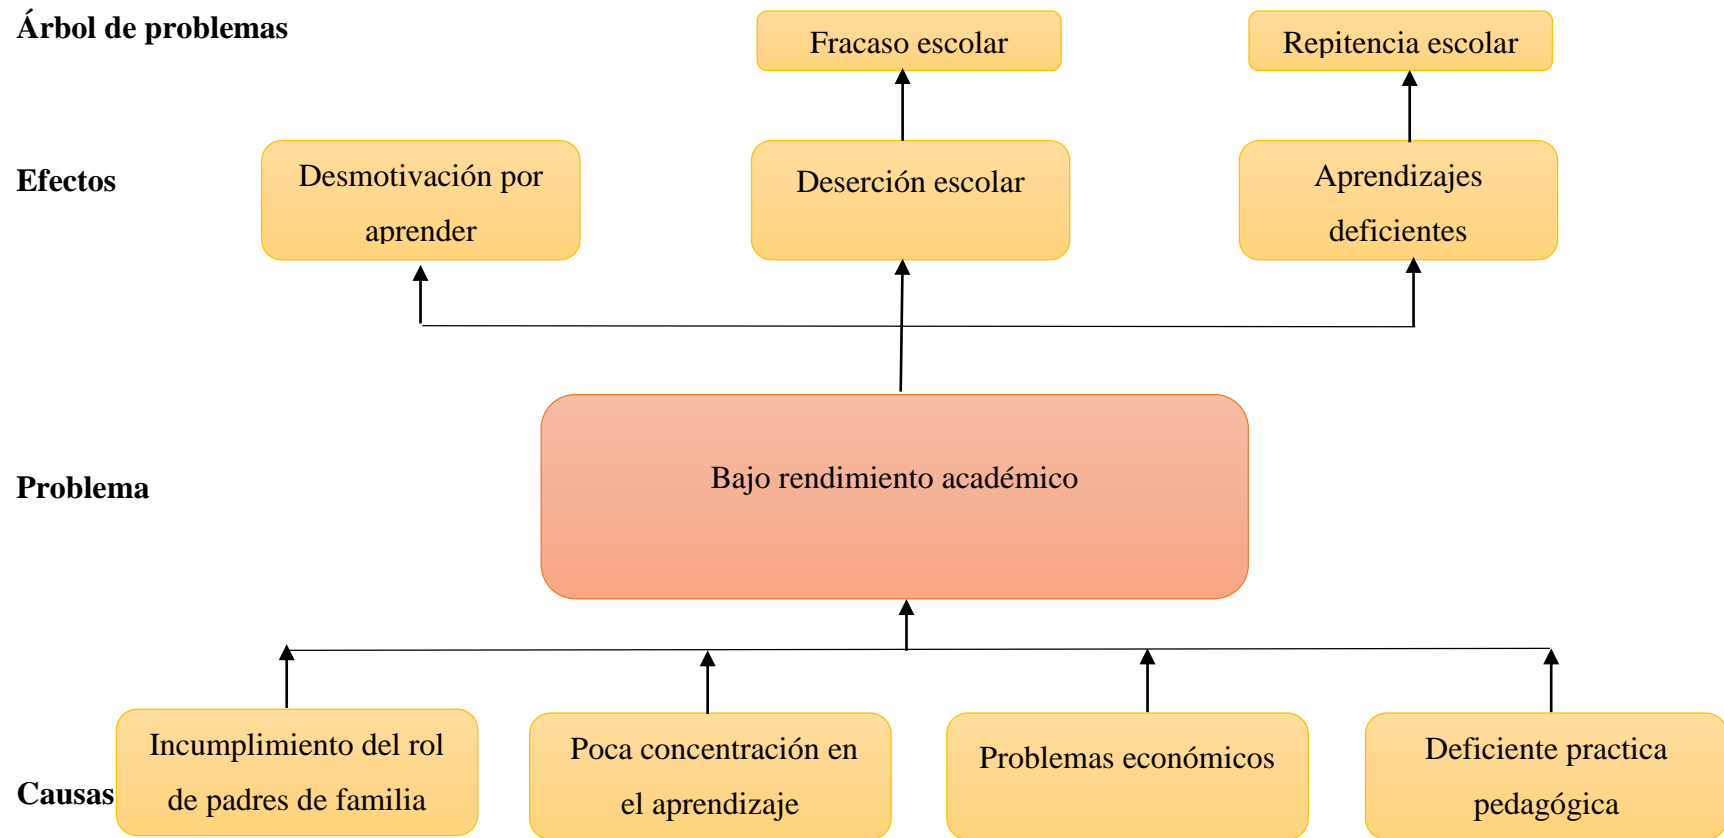 Árbol de problemas
Fracaso escolar
Repitencia escolar
Efectos
Desmotivación por
aprender
Deserción escolar
Aprendizajes
deficientes
Problema
Bajo rendimiento académico
Causas
Incumplimiento del rol
de padres de familia
Poca concentración en
el aprendizaje
Problemas económicos
Deficiente practica
pedagógica